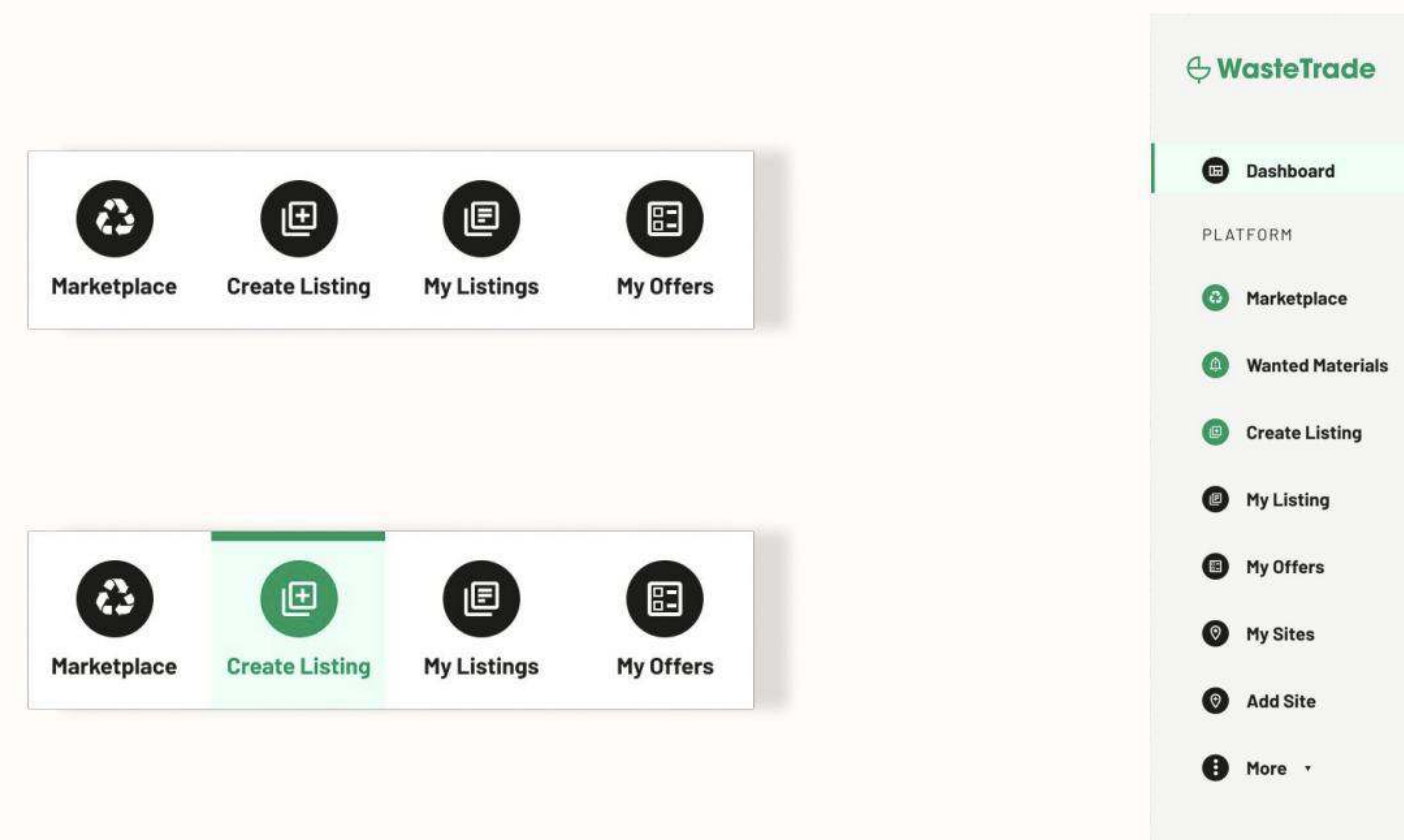 WasteTrade
Dashboard
PLATFORM
Marketplace
Wanted Materials
Create Listing
My Listing
My Offers
My Sites
Add Site
More
Marketplace Create Listing My Listings My Offers
Marketplace Create Listing My Listings My Offers